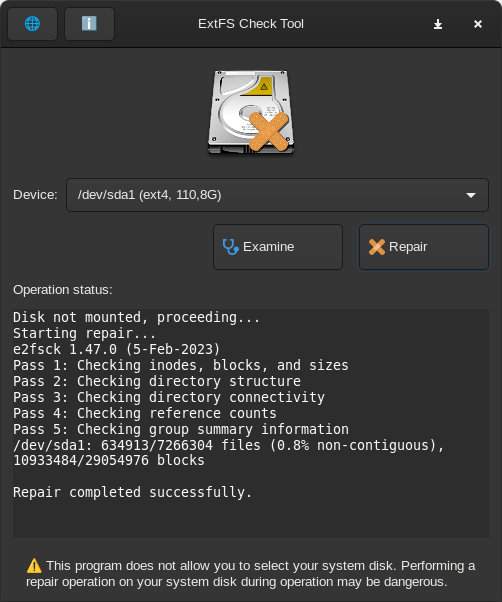 ExtFS Check Tool
Device:
/dev/sda1 (ext4, 110,8G)
Examine
Repair
Operation status:
Disk not mounted, proceeding...
Starting repair...
e2fsck 1.47.0 (5-Feb-2023)
Pass 1: Checking inodes, blocks, and sizes
Pass 2: Checking directory structure
Pass 3: Checking directory connectivity
Pass 4: Checking reference counts
Pass 5: Checking group summary information
/dev/sda1: 634913/7266304 files (0.8% non-contiguous),
10933484/29054976 blocks
Repair completed successfully.
⚠️ This program does not allow you to select your system disk. Performing a
repair operation on your system disk during operation may be dangerous.